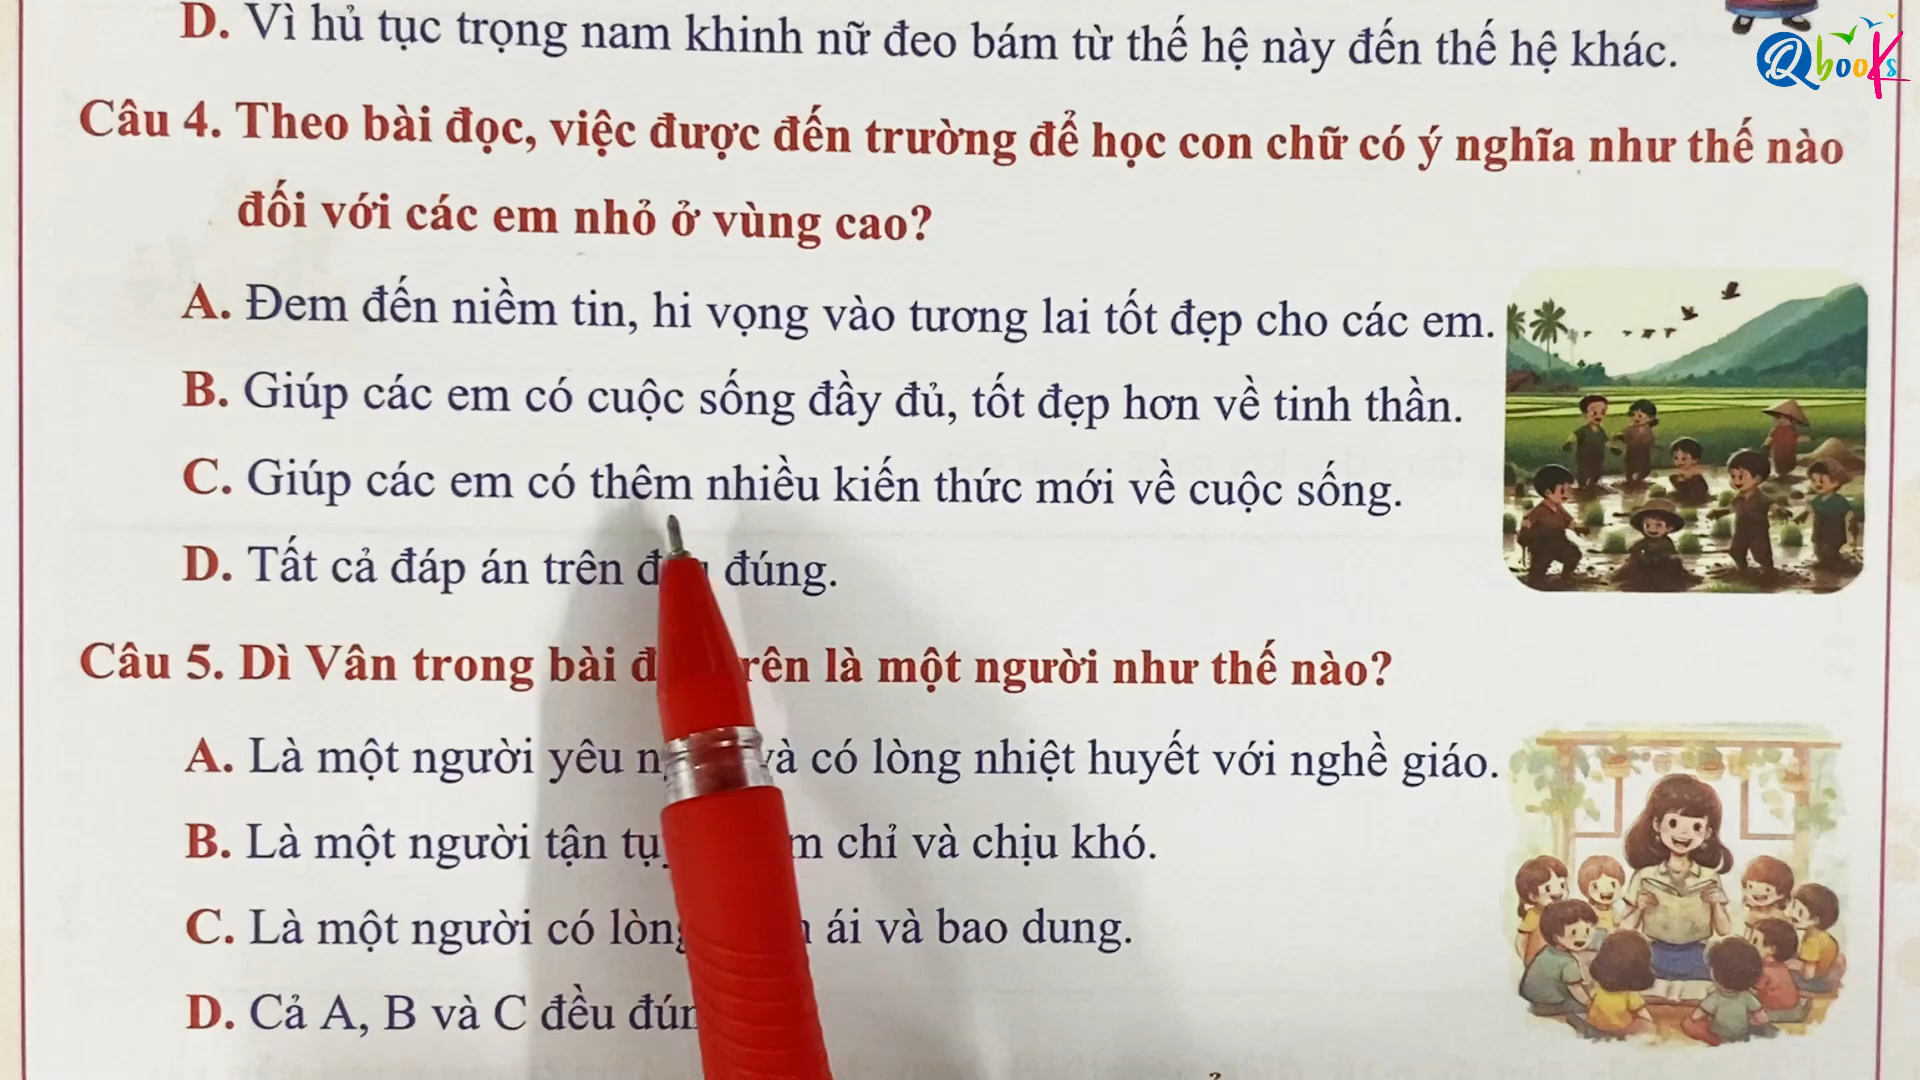 D. Vì hủ tục trọng nam khinh nữ đeo bám từ thế hệ này đến thế hệ khác.
Qbooks
Câu 4. Theo bài đọc, việc được đến trường để học con chữ có ý nghĩa như thế nào
đối với các em nhỏ ở vùng cao?
A. Đem đến niềm tin, hi vọng vào tương lai tốt đẹp cho các em.
B. Giúp các em có cuộc sống đầy đủ, tốt đẹp hơn về tinh thần.
C. Giúp các em có thêm nhiều kiến thức mới về cuộc sống.
D. Tất cả đáp án trên đúng.
Câu 5. Dì Vân trong bài là một người như thế nào?
A. Là một người yêu và có lòng nhiệt huyết với nghề giáo.
B. Là một người tận chỉ và chịu khó.
C. Là một người có ái và bao dung.
D. Cả A, B và C đều